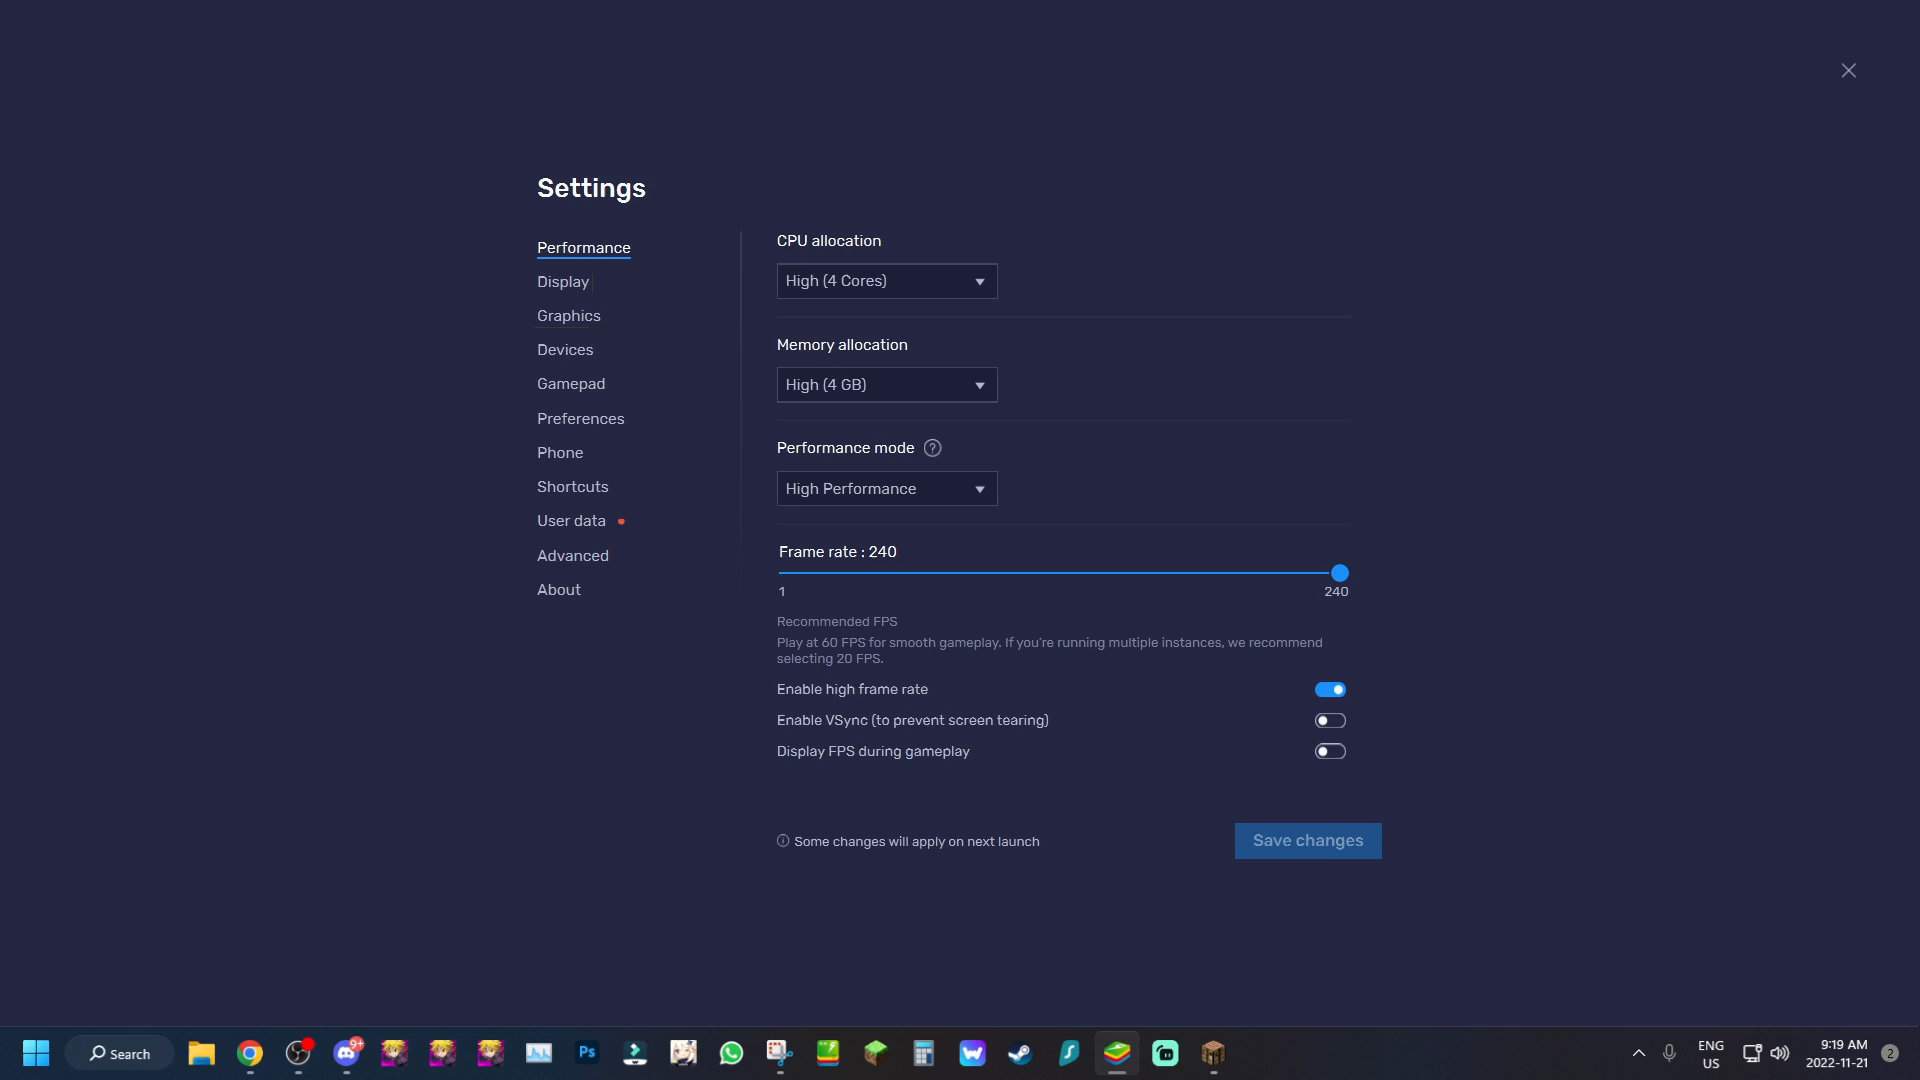 Settings
Performance
Display
Graphics
Devices
Gamepad
Preferences
Phone
Shortcuts
User data
Advanced
About
CPU allocation
High (4 Cores)
Memory allocation
High (4 GB)
Performance mode ?
High Performance
Frame rate : 240
1 240
Recommended FPS
Play at 60 FPS for smooth gameplay. If you're running multiple instances, we recommend
selecting 20 FPS.
Enable high frame rate
Enable VSync (to prevent screen tearing)
Display FPS during gameplay
Some changes will apply on next launch
Save changes
Search
9+
Ps
ENG
US
9:19 AM
2022-11-21
2